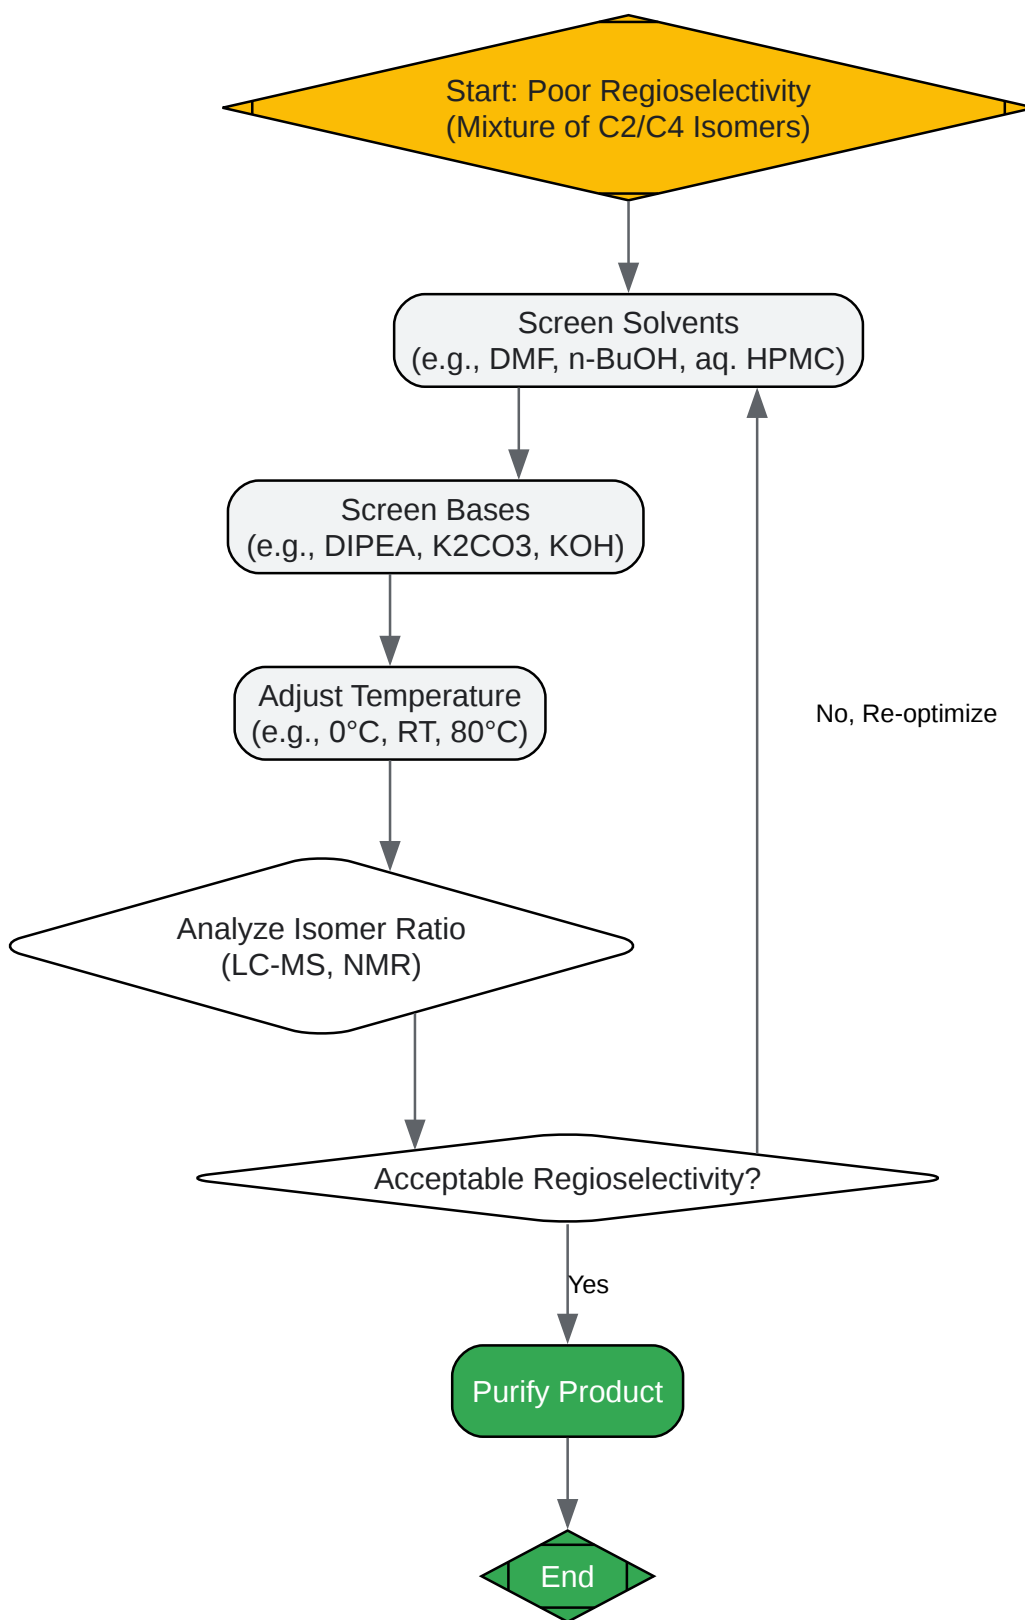 Start: Poor Regioselectivity
(Mixture of C2/C4 Isomers)
Screen Solvents
(e.g., DMF, n-BuOH, aq. HPMC)
Screen Bases
(e.g., DIPEA, K2CO3, KOH)
Adjust Temperature
(e.g., 0°C, RT, 80°C)
No, Re-optimize
Analyze Isomer Ratio
(LC-MS, NMR)
Acceptable Regioselectivity?
Yes
Purify Product
End